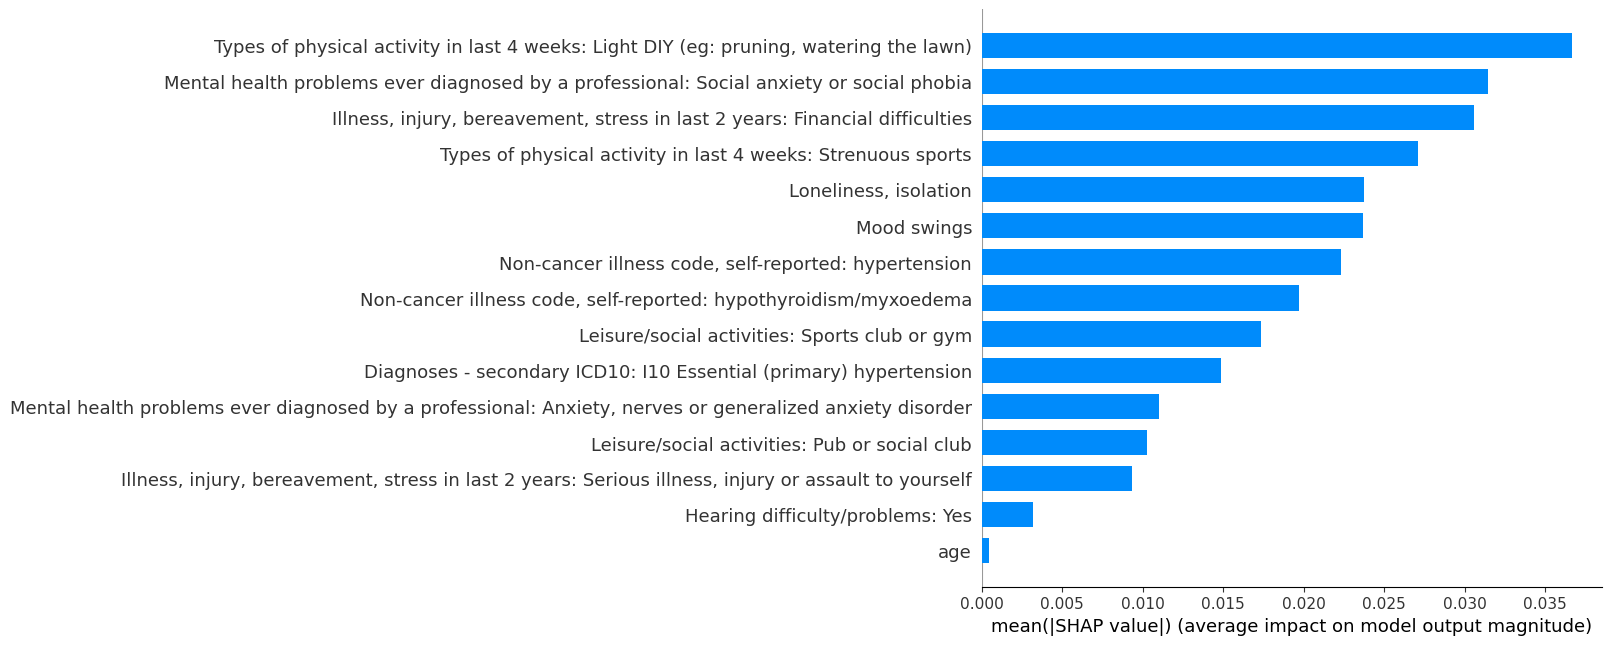 Types of physical activity in last 4 weeks: Light DIY (eg: pruning, watering the lawn)
Mental health problems ever diagnosed by a professional: Social anxiety or social phobia
Illness, injury, bereavement, stress in last 2 years: Financial difficulties
Types of physical activity in last 4 weeks: Strenuous sports
Loneliness, isolation
Mood swings
Non-cancer illness code, self-reported: hypertension
Non-cancer illness code, self-reported: hypothyroidism/myxoedema
Leisure/social activities: Sports club or gym
Diagnoses - secondary ICD10: I10 Essential (primary) hypertension
Mental health problems ever diagnosed by a professional: Anxiety, nerves or generalized anxiety disorder
Leisure/social activities: Pub or social club
Illness, injury, bereavement, stress in last 2 years: Serious illness, injury or assault to yourself
Hearing difficulty/problems: Yes
age
0.000 0.005 0.010 0.015 0.020 0.025 0.030 0.035
mean(|SHAP value|) (average impact on model output magnitude)